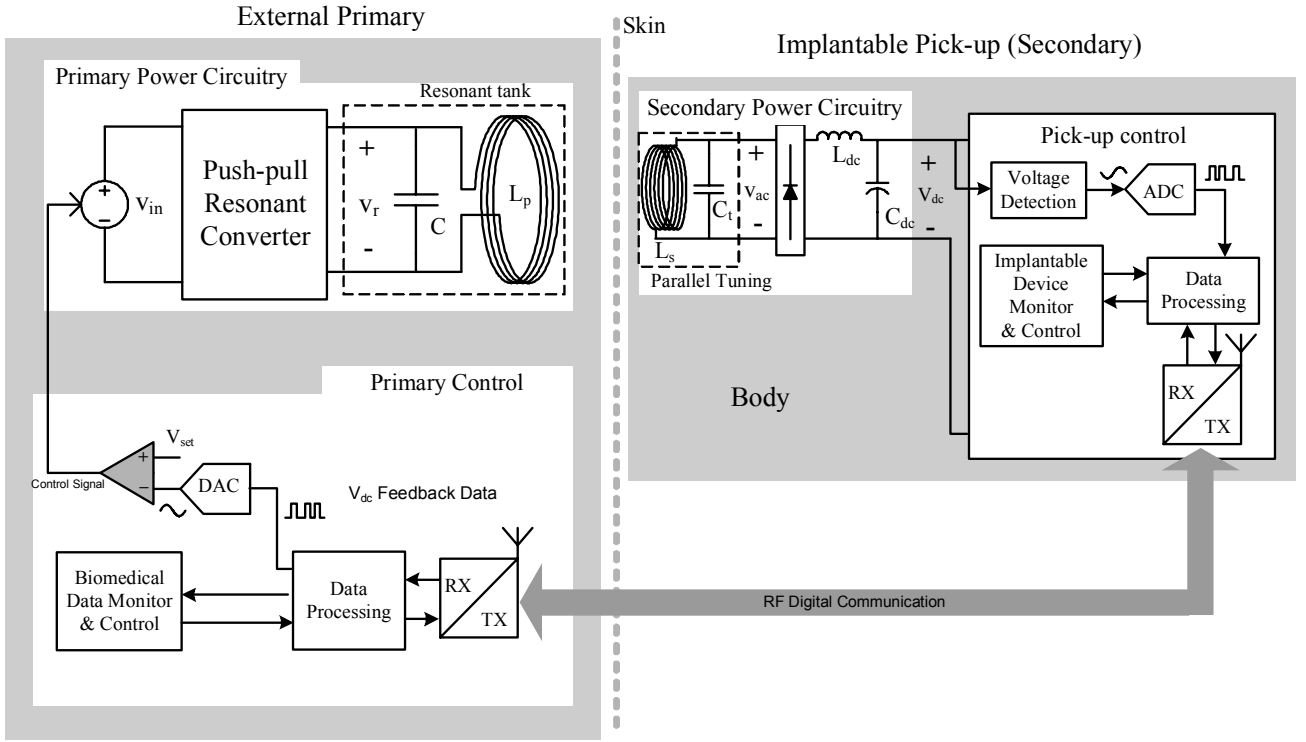 External Primary
Skin
Implantable Pick-up (Secondary)
Primary Power Circuitry
Resonant tank
+
-
v_in
Push-pull
Resonant
Converter
+
v_r
-
C
L_p
Secondary Power Circuitry
L_s
C_t
Parallel Tuning
+
v_ac
-
L_dc
C_dc
+
V_dc
-
Pick-up control
Voltage
Detection
ADC
Implantable
Device
Monitor
& Control
Data
Processing
RX
TX
Body
Primary Control
V_set
+
-
Control Signal
DAC
V_dc Feedback Data
Biomedical
Data Monitor
& Control
Data
Processing
RX
TX
RF Digital Communication